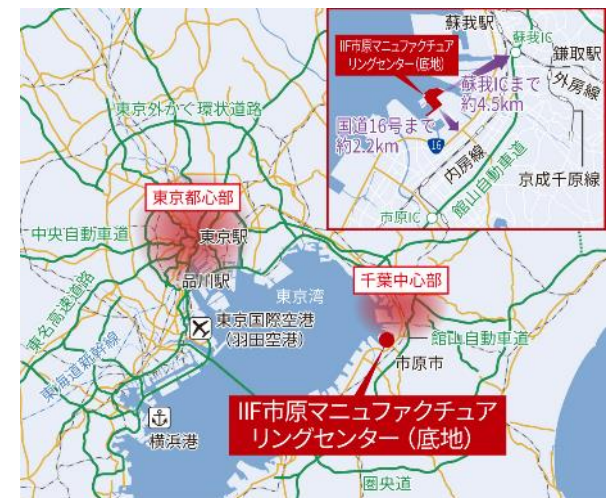 東京外かく環状道路
東京都心部
中央自動車道
東京駅
品川駅
東名高速道路
東海道新幹線
東京湾
東京国際空港
(羽田空港)
横浜港
千葉中心部
館山自動車道
市原市
IIF市原マニュファクチュア
リングセンター(底地)
圏央道
蘇我駅
蘇我IC
鎌取駅
外房線
IIF市原マニュファクチュア
リングセンター(底地)
蘇我ICまで
約4.5km
国道16号まで
約2.2km
16
内房線
館山自動車道
京成千原線
市原IC